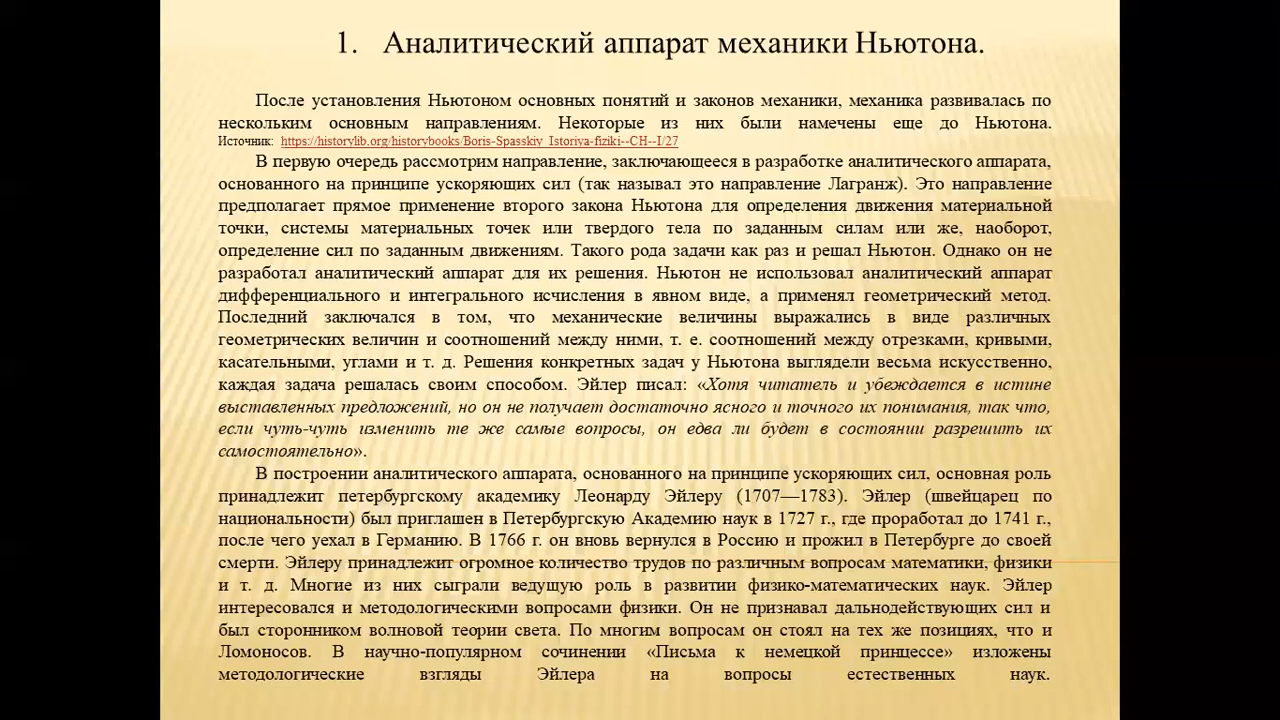 1. Аналитический аппарат механики Ньютона.
После установления Ньютоном основных понятий и законов механики, механика развивалась по
нескольким основным направлениям. Некоторые из них были намечены еще до Ньютона.
Источник: https://historylib.org/historybooks/Boris-Spasskiy_Istoriya-fiziki--CH--I/27
В первую очередь рассмотрим направление, заключающееся в разработке аналитического аппарата,
основанного на принципе ускоряющих сил (так называл это направление Лагранж). Это направление
предполагает прямое применение второго закона Ньютона для определения движения материальной
точки, системы материальных точек или твердого тела по заданным силам или же, наоборот,
определение сил по заданным движениям. Такого рода задачи как раз и решал Ньютон. Однако он не
разработал аналитический аппарат для их решения. Ньютон не использовал аналитический аппарат
дифференциального и интегрального исчисления в явном виде, а применял геометрический метод.
Последний заключался в том, что механические величины выражались в виде различных
геометрических величин и соотношений между ними, т. е. соотношений между отрезками, кривыми,
касательными, углами и т. д. Решения конкретных задач у Ньютона выглядели весьма искусственно,
каждая задача решалась своим способом. Эйлер писал: «Хотя читатель и убеждается в истине
выставленных предложений, но он не получает достаточно ясного и точного их понимания, так что,
если чуть-чуть изменить те же самые вопросы, он едва ли будет в состоянии разрешить их
самостоятельно».
В построении аналитического аппарата, основанного на принципе ускоряющих сил, основная роль
принадлежит петербургскому академику Леонарду Эйлеру (1707—1783). Эйлер (швейцарец по
национальности) был приглашен в Петербургскую Академию наук в 1727 г., где проработал до 1741 г.,
после чего уехал в Германию. В 1766 г. он вновь вернулся в Россию и прожил в Петербурге до своей
смерти. Эйлеру принадлежит огромное количество трудов по различным вопросам математики, физики
и т. д. Многие из них сыграли ведущую роль в развитии физико-математических наук. Эйлер
интересовался и методологическими вопросами физики. Он не признавал дальнодействующих сил и
был сторонником волновой теории света. По многим вопросам он стоял на тех же позициях, что и
Ломоносов. В научно-популярном сочинении «Письма к немецкой принцессе» изложены
методологические взгляды Эйлера на вопросы естественных наук.